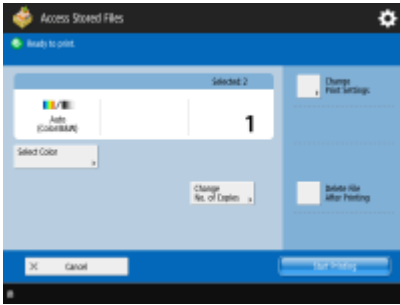 Access Stored Files
Ready to print.
Selected: 2
Auto
(Color/B&W)
1
Select Color
Change
No. of Copies
Change
Print Settings
Delete File
After Printing
Cancel
Start Printing